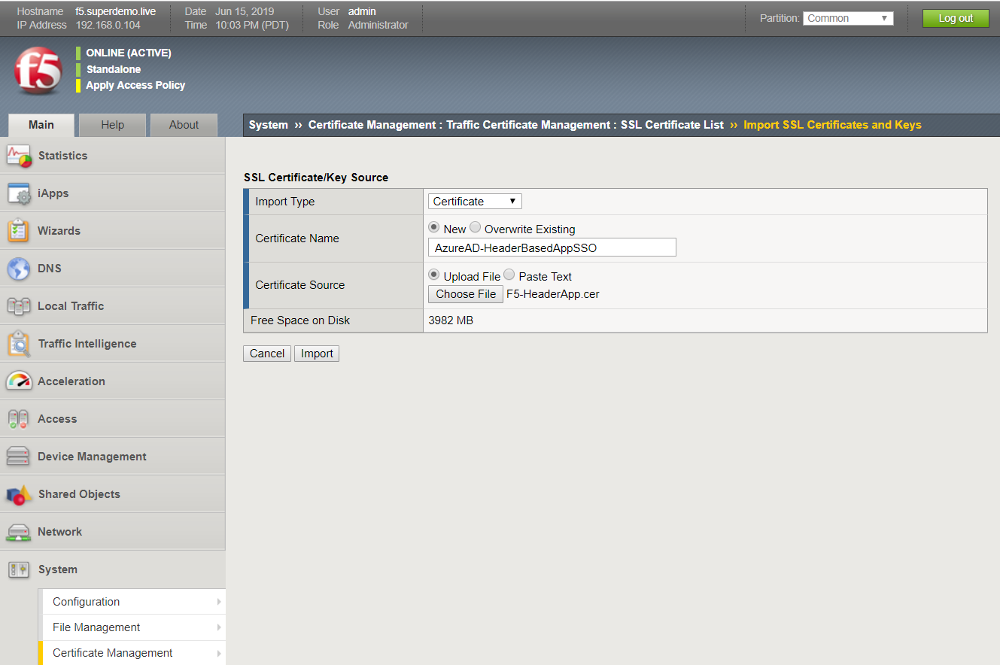 Hostname f5.superdemo.live Date Jun 15, 2019 User admin
IP Address 192.168.0.104 Time 10:03 PM (PDT) Role Administrator
Partition: Common Log out
f5
ONLINE (ACTIVE)
Standalone
Apply Access Policy
Main Help About
System ›› Certificate Management : Traffic Certificate Management : SSL Certificate List ›› Import SSL Certificates and Keys
Statistics
iApps
Wizards
DNS
Local Traffic
Traffic Intelligence
Acceleration
Access
Device Management
Shared Objects
Network
System
Configuration
File Management
Certificate Management
SSL Certificate/Key Source
Import Type Certificate
Certificate Name New Overwrite Existing
AzureAD-HeaderBasedAppSSO
Certificate Source Upload File Paste Text
Choose File F5-HeaderApp.cer
Free Space on Disk 3982 MB
Cancel Import